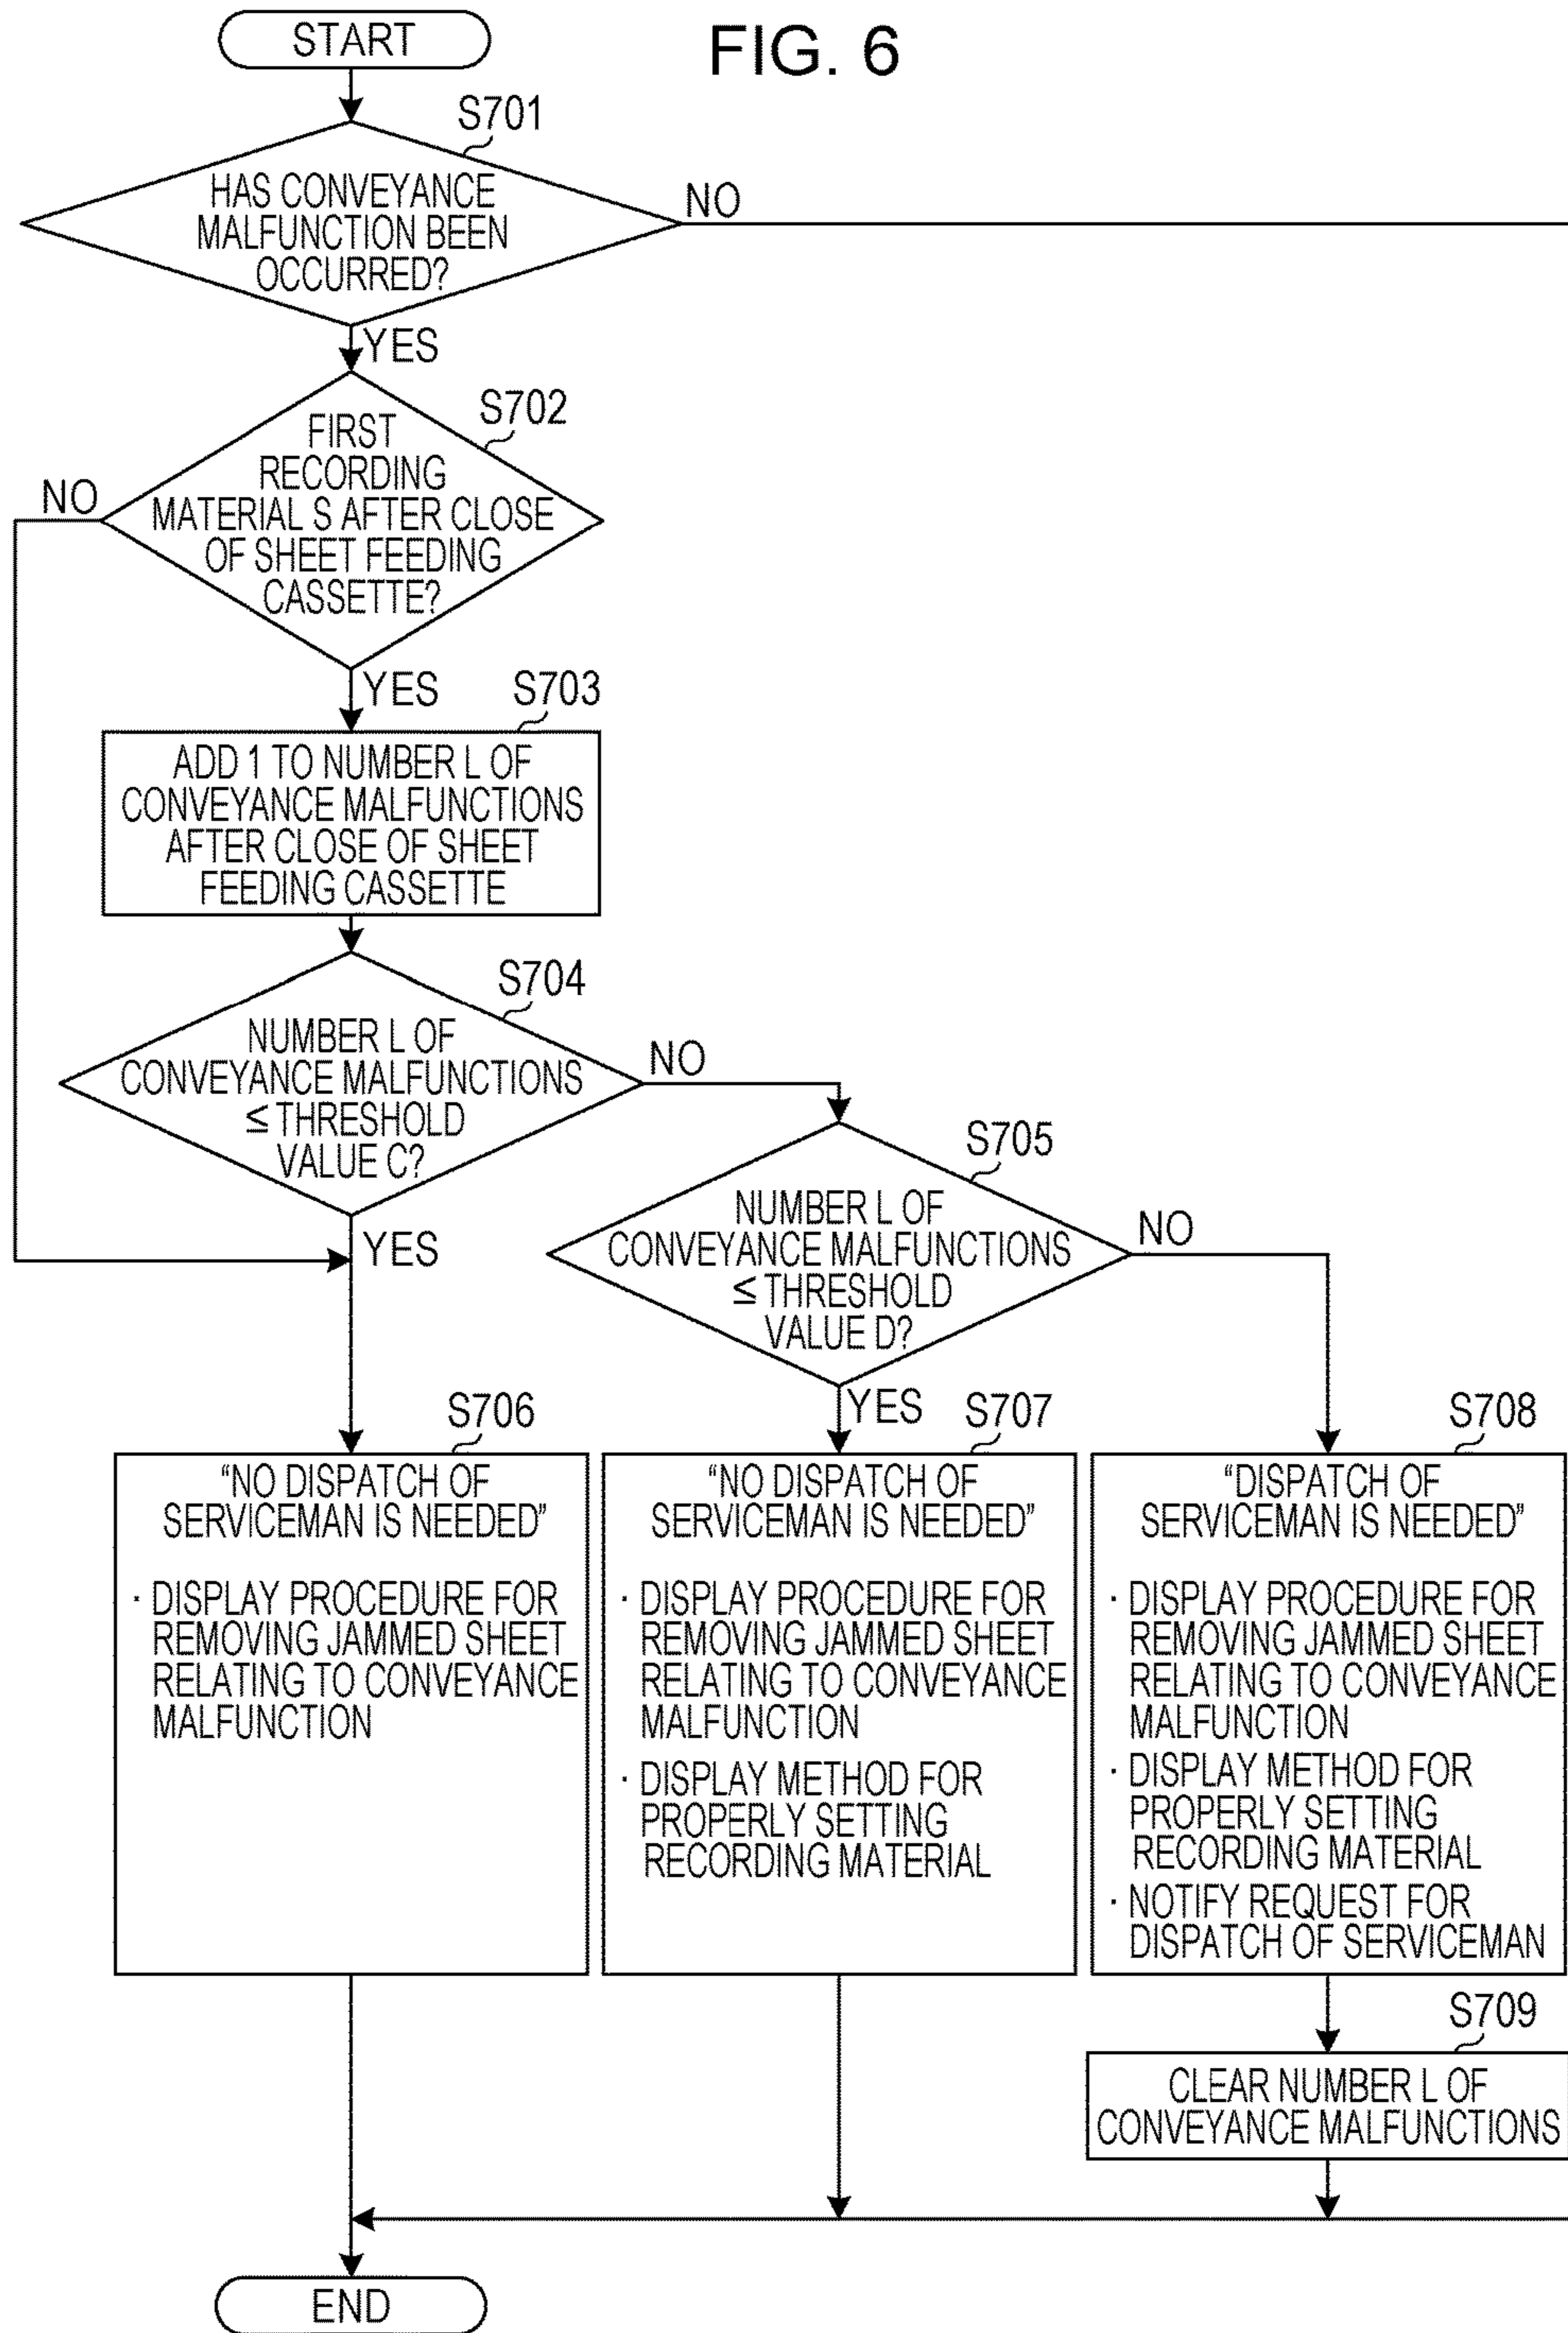 START
FIG. 6
S701
HAS CONVEYANCE
MALFUNCTION BEEN
OCCURRED?
NO
YES
S702
FIRST
RECORDING
MATERIAL S AFTER CLOSE
OF SHEET FEEDING
CASSETTE?
NO
YES
S703
ADD 1 TO NUMBER L OF
CONVEYANCE MALFUNCTIONS
AFTER CLOSE OF SHEET
FEEDING CASSETTE
S704
NUMBER L OF
CONVEYANCE MALFUNCTIONS
≤ THRESHOLD
VALUE C?
NO
YES
S705
NUMBER L OF
CONVEYANCE MALFUNCTIONS
≤ THRESHOLD
VALUE D?
NO
YES
S706
“NO DISPATCH OF
SERVICEMAN IS NEEDED”
· DISPLAY PROCEDURE FOR
REMOVING JAMMED SHEET
RELATING TO CONVEYANCE
MALFUNCTION
S707
“NO DISPATCH OF
SERVICEMAN IS NEEDED”
· DISPLAY PROCEDURE FOR
REMOVING JAMMED SHEET
RELATING TO CONVEYANCE
MALFUNCTION
· DISPLAY METHOD FOR
PROPERLY SETTING
RECORDING MATERIAL
S708
“DISPATCH OF
SERVICEMAN IS NEEDED”
· DISPLAY PROCEDURE FOR
REMOVING JAMMED SHEET
RELATING TO CONVEYANCE
MALFUNCTION
· DISPLAY METHOD FOR
PROPERLY SETTING
RECORDING MATERIAL
· NOTIFY REQUEST FOR
DISPATCH OF SERVICEMAN
S709
CLEAR NUMBER L OF
CONVEYANCE MALFUNCTIONS
END